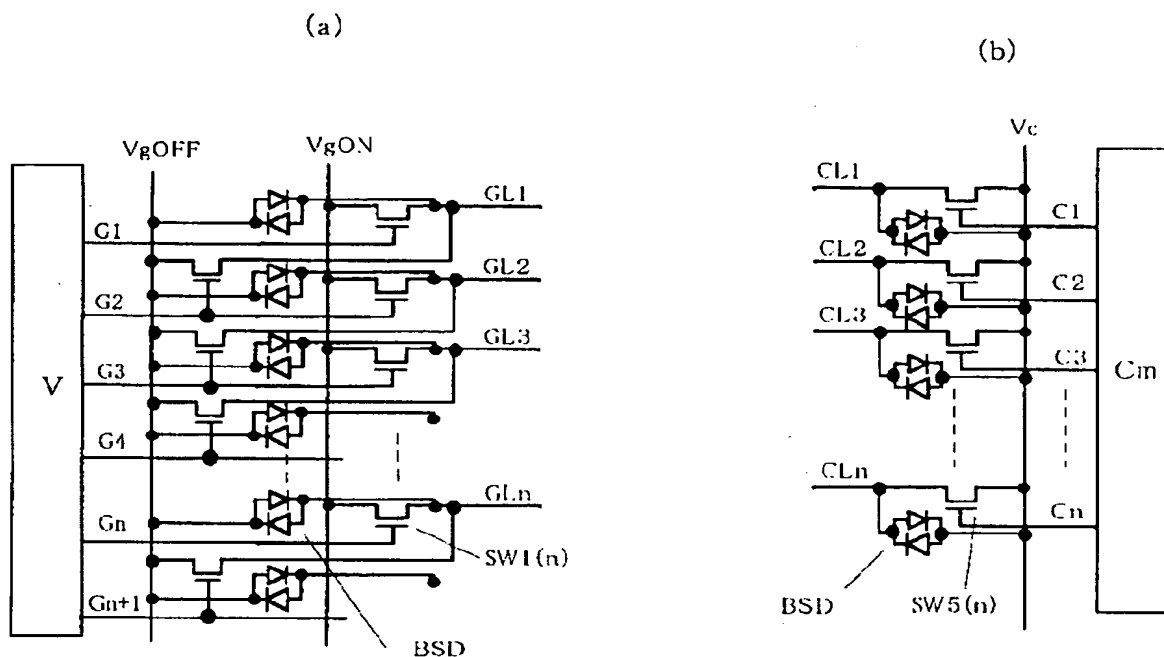 (a)
VgOFF
VgON
V
G1
G2
G3
G4
Gn
Gn+1
GL1
GL2
GL3
GLn
SW1(n)
BSD
(b)
Vc
CL1
CL2
CL3
CLn
C1
C2
C3
Cn
Cm
BSD
SW5(n)